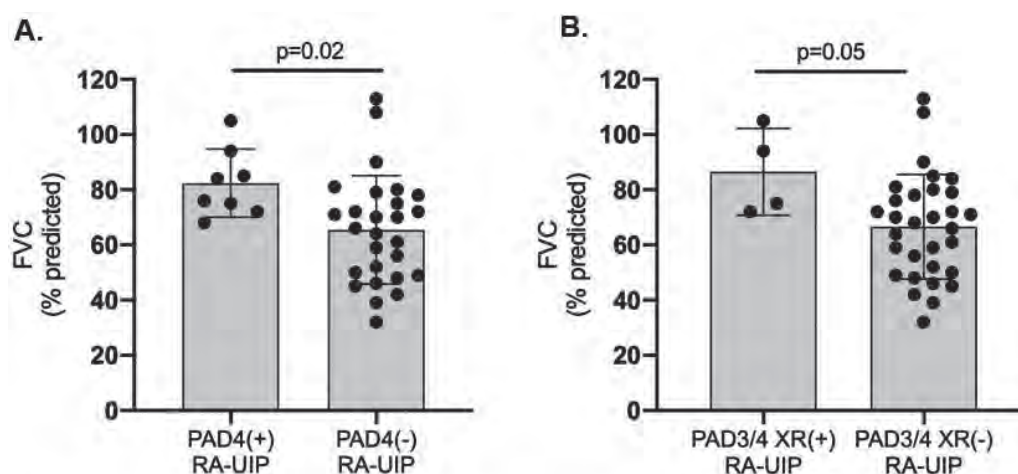 A.
p=0.02
120
100
80
60
40
20
0
FVC
(% predicted)
PAD4(+)
RA-UIP
PAD4(-)
RA-UIP
B.
p=0.05
120
100
80
60
40
20
0
FVC
(% predicted)
PAD3/4 XR(+)
RA-UIP
PAD3/4 XR(-)
RA-UIP